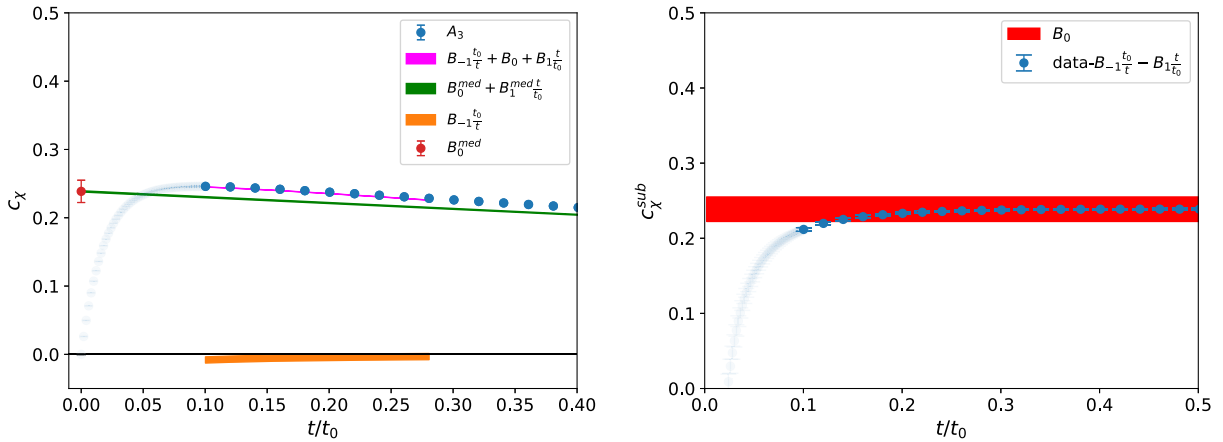 0.5
0.4
0.3
0.2
0.1
0.0
c_χ
A_3
B_{-1} t_0/t + B_0 + B_1 t/t_0
B_0^{med} + B_1^{med} t/t_0
B_{-1} t_0/t
B_0^{med}
0.00 0.05 0.10 0.15 0.20 0.25 0.30 0.35 0.40
t/t_0
0.5
0.4
0.3
0.2
0.1
0.0
c_χ^{sub}
B_0
data-B_{-1} t_0/t − B_1 t/t_0
0.0 0.1 0.2 0.3 0.4 0.5
t/t_0